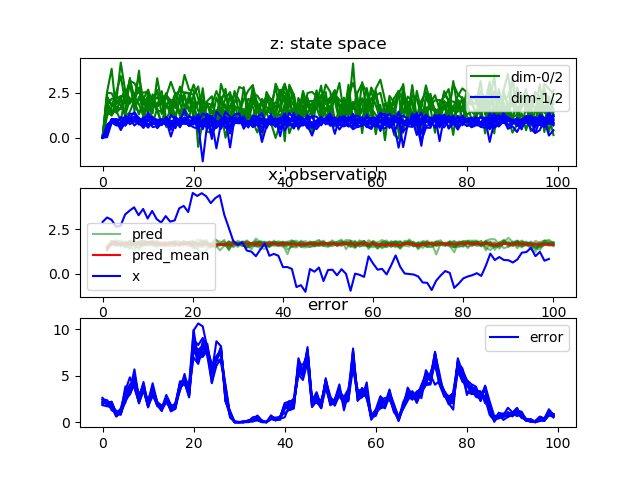 z: state space
2.5
0.0
dim-0/2
dim-1/2
0 20 40 60 80 100
x: observation
2.5
0.0
pred
pred_mean
x
0 20 40 60 80 100
error
10
5
0
error
0 20 40 60 80 100